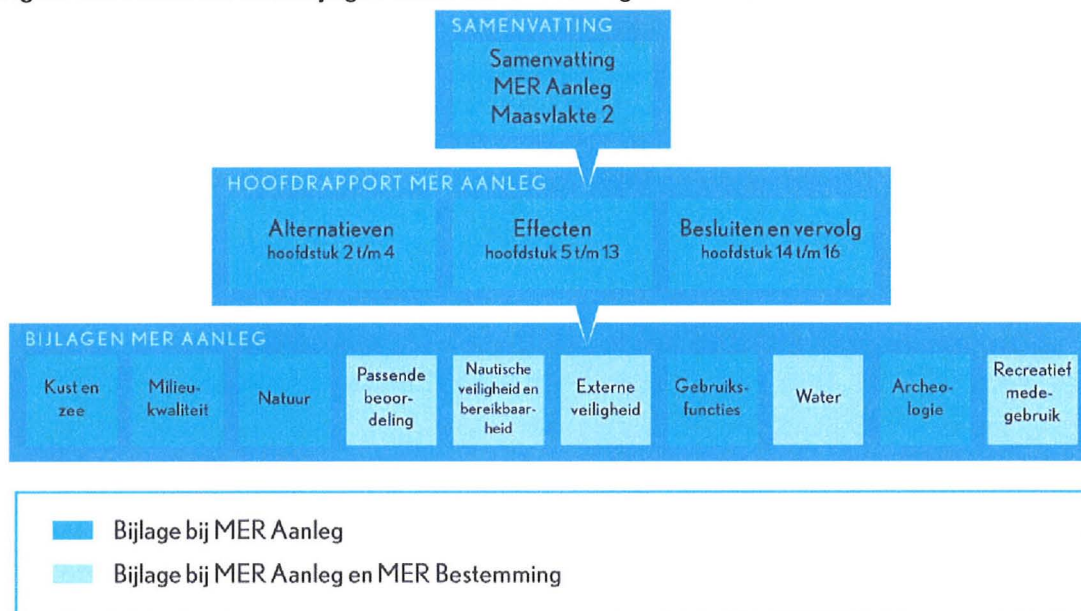 SAMENVATTING
Samenvatting
MER Aanleg
Maasvlakte 2
HOOFDRAPPORT MER AANLEG
Alternatieven
hoofdstuk 2 t/m 4
Effecten
hoofdstuk 5 t/m 13
Besluiten en vervolg
hoofdstuk 14 t/m 16
BIJLAGEN MER AANLEG
Kust en
zee
Milieu-
kwaliteit
Natuur
Passende
beoor-
deling
Nautische
veiligheid en
bereikbaar-
heid
Externe
veiligheid
Gebruiks-
functies
Water
Archeo-
logie
Recreatief
mede-
gebruik
Bijlage bij MER Aanleg
Bijlage bij MER Aanleg en MER Bestemming